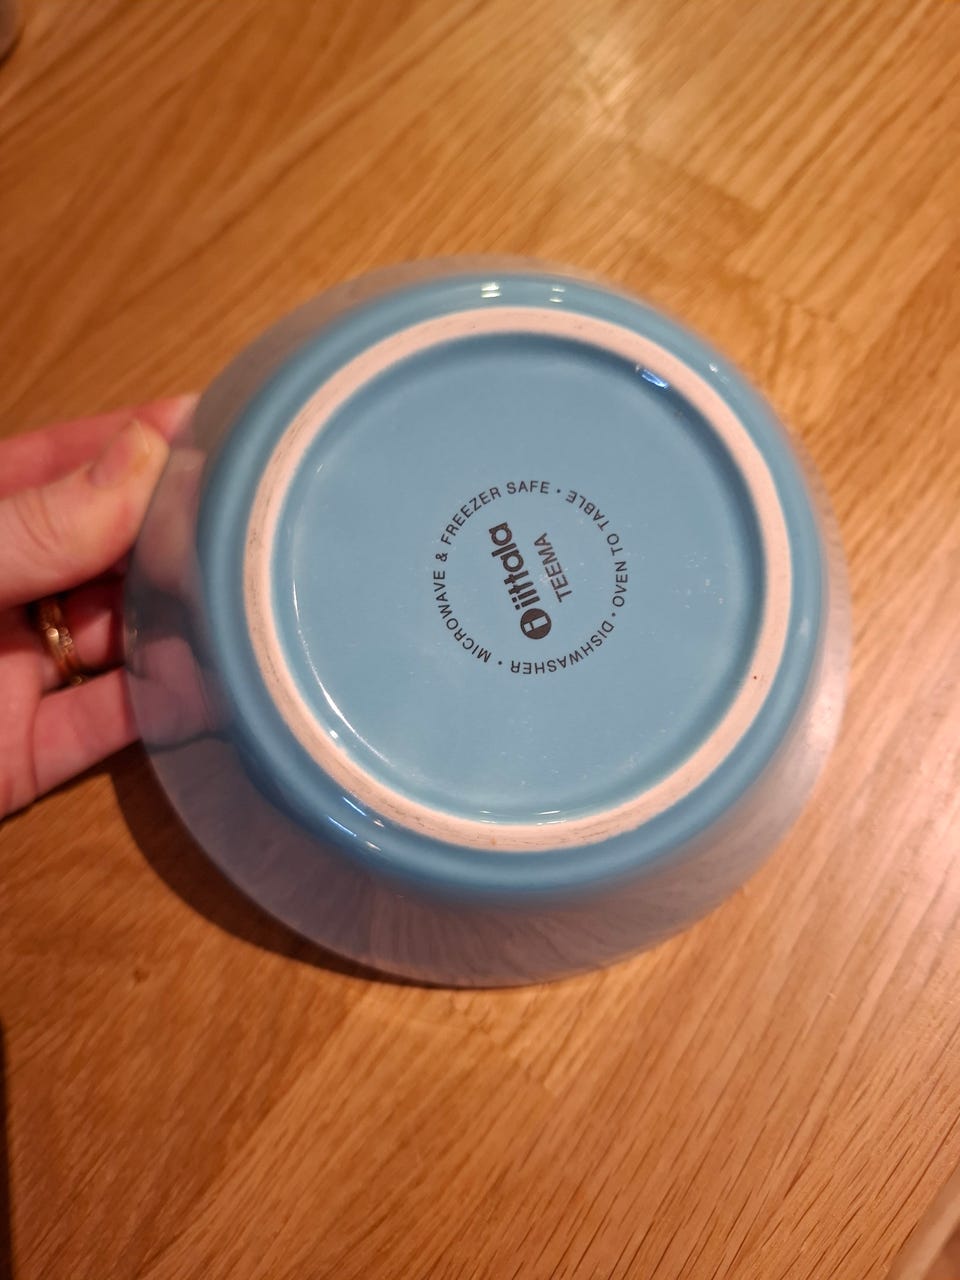 iittala
TEEMA
OVEN TO TABLE · DISHWASHER · MICROWAVE & FREEZER SAFE ·